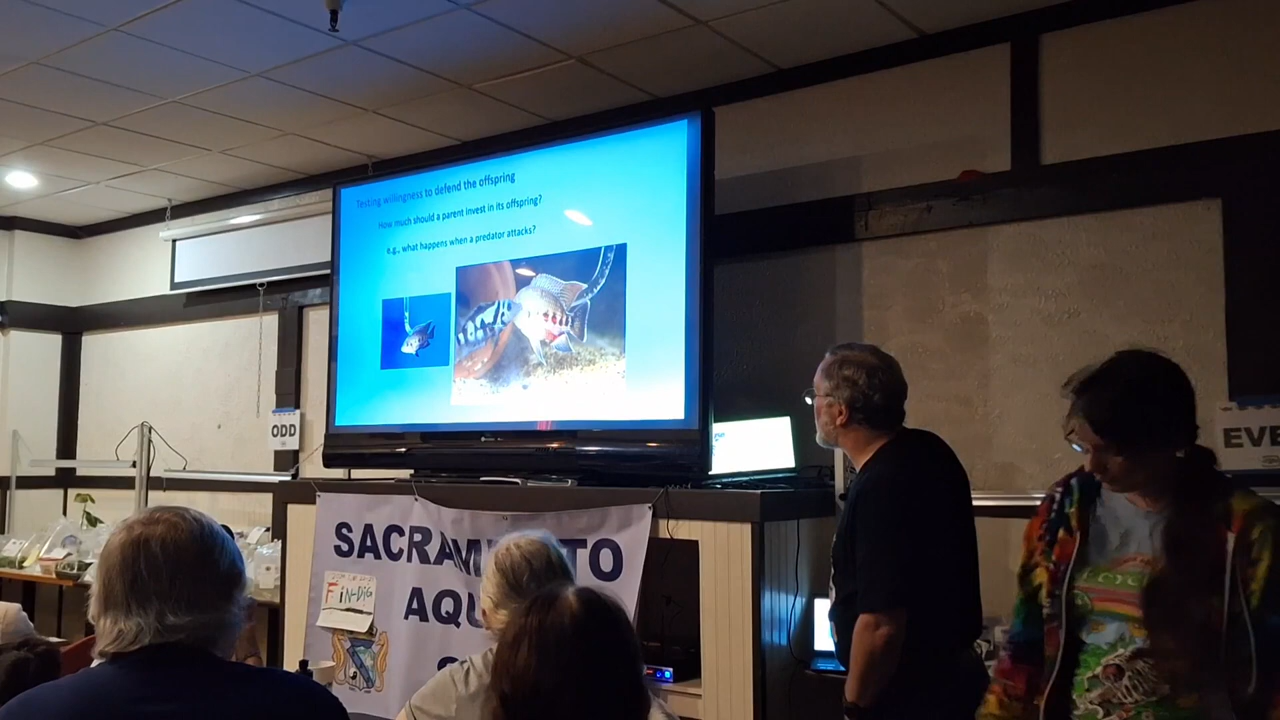 Testing willingness to defend the offspring
How much should a parent invest in its offspring?
e.g., what happens when a predator attacks?
ODD
EVE
SACRAM TO
AQU
S
FIN-DIG